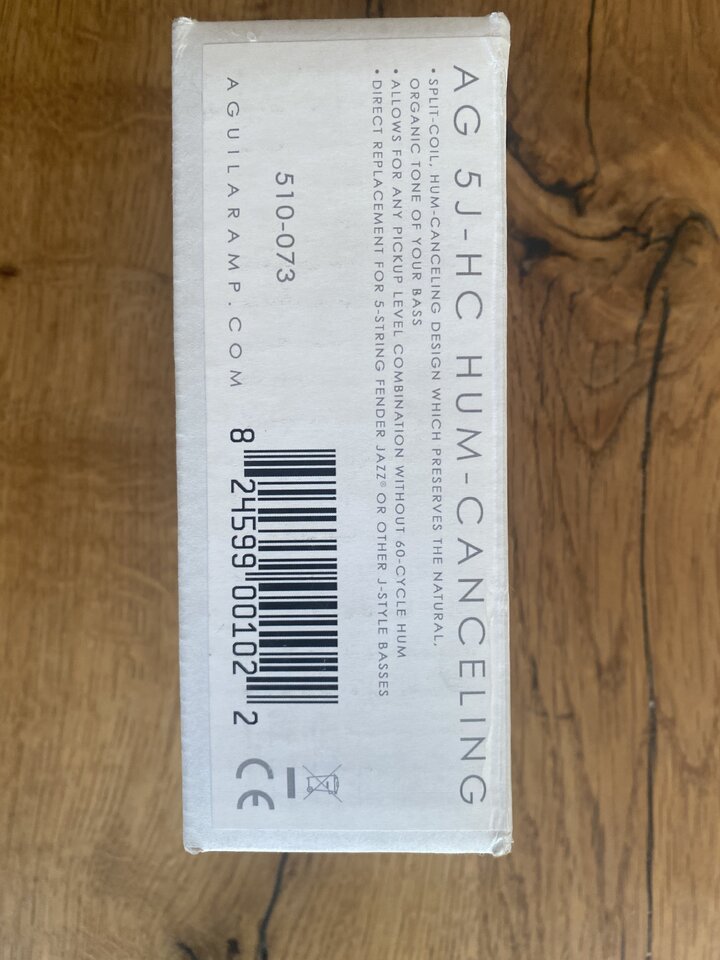 AG 5J-HC HUM-CANCELING
• SPLIT-COIL, HUM-CANCELING DESIGN WHICH PRESERVES THE NATURAL,
ORGANIC TONE OF YOUR BASS
• ALLOWS FOR ANY PICKUP LEVEL COMBINATION WITHOUT 60-CYCLE HUM
• DIRECT REPLACEMENT FOR 5-STRING FENDER JAZZ® OR OTHER J-STYLE BASSES
510-073
AGUILARAMP.COM
8 24599 00102 2
CE